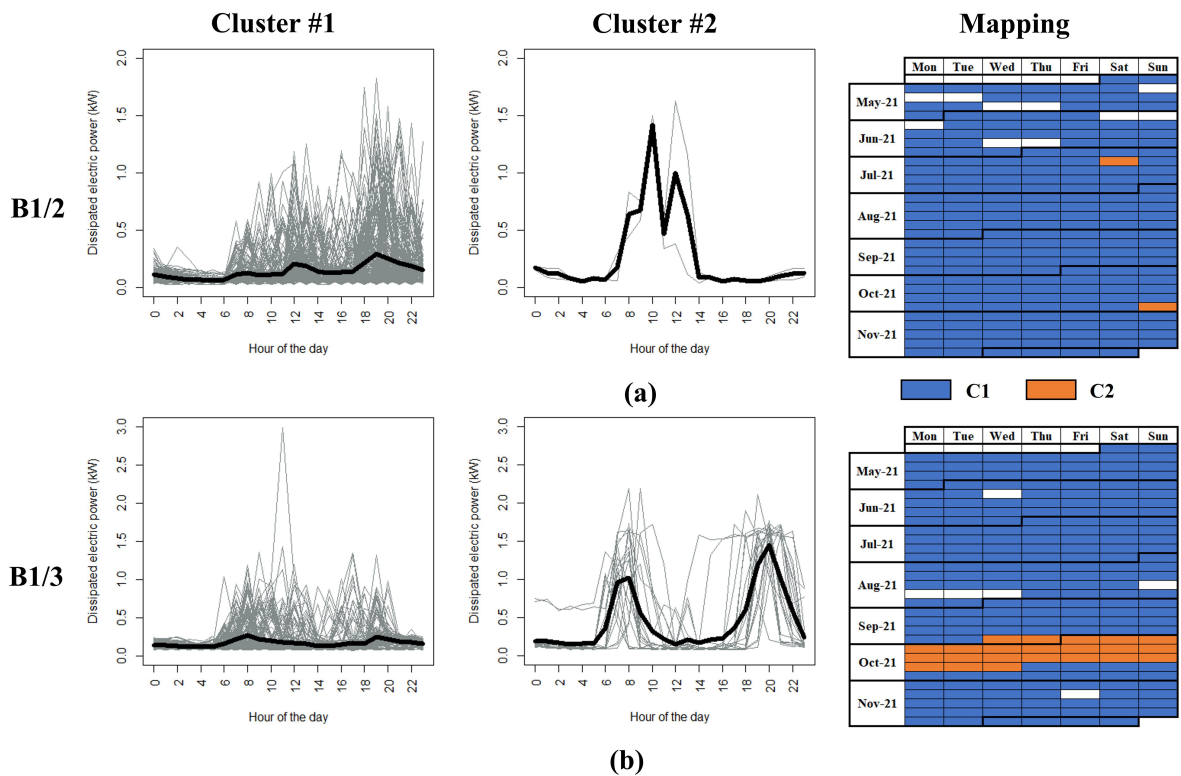 Cluster #1
Cluster #2
Mapping
B1/2
Dissipated electric power (kW)
2.0
1.5
1.0
0.5
0.0
0 2 4 6 8 10 12 14 16 18 20 22
Hour of the day
Dissipated electric power (kW)
2.0
1.5
1.0
0.5
0.0
0 2 4 6 8 10 12 14 16 18 20 22
Hour of the day
Mon Tue Wed Thu Fri Sat Sun
May-21
Jun-21
Jul-21
Aug-21
Sep-21
Oct-21
Nov-21
(a)
C1 C2
B1/3
Dissipated electric power (kW)
3.0
2.5
2.0
1.5
1.0
0.5
0.0
0 2 4 6 8 10 12 14 16 18 20 22
Hour of the day
Dissipated electric power (kW)
3.0
2.5
2.0
1.5
1.0
0.5
0.0
0 2 4 6 8 10 12 14 16 18 20 22
Hour of the day
Mon Tue Wed Thu Fri Sat Sun
May-21
Jun-21
Jul-21
Aug-21
Sep-21
Oct-21
Nov-21
(b)